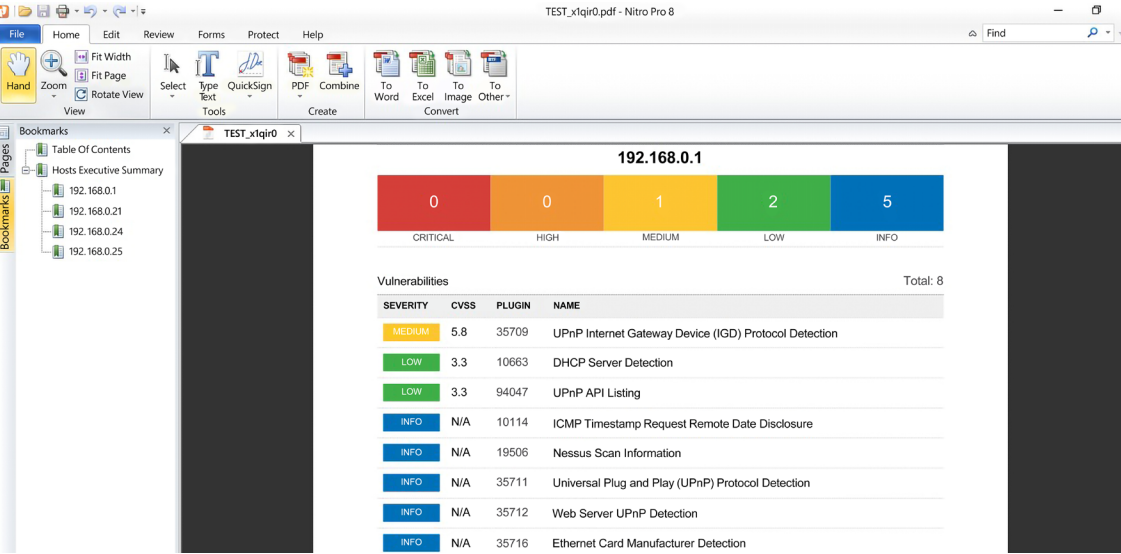 TEST_x1qir0.pdf - Nitro Pro 8
File Home Edit Review Forms Protect Help Find
Hand
Zoom
Fit Width
Fit Page
Rotate View
View
Select
Type Text
QuickSign
Tools
PDF
Combine
Create
To Word
To Excel
To Image
To Other
Convert
Pages
Bookmarks
Bookmarks
Table Of Contents
Hosts Executive Summary
192.168.0.1
192.168.0.21
192.168.0.24
192.168.0.25
TEST_x1qir0
192.168.0.1
0 0 1 2 5
CRITICAL HIGH MEDIUM LOW INFO
Vulnerabilities Total: 8
SEVERITY CVSS PLUGIN NAME
MEDIUM 5.8 35709 UPnP Internet Gateway Device (IGD) Protocol Detection
LOW 3.3 10663 DHCP Server Detection
LOW 3.3 94047 UPnP API Listing
INFO N/A 10114 ICMP Timestamp Request Remote Date Disclosure
INFO N/A 19506 Nessus Scan Information
INFO N/A 35711 Universal Plug and Play (UPnP) Protocol Detection
INFO N/A 35712 Web Server UPnP Detection
INFO N/A 35716 Ethernet Card Manufacturer Detection